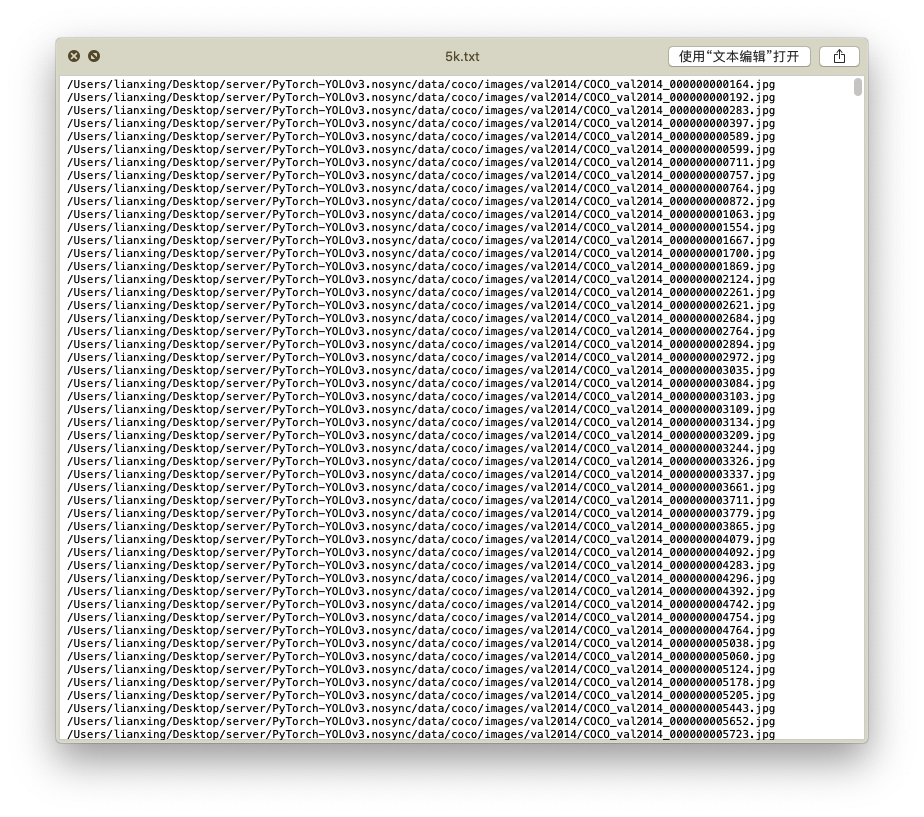 5k.txt
使用“文本编辑”打开
/Users/lianxing/Desktop/server/PyTorch-YOLOv3.nosync/data/coco/images/val2014/COCO_val2014_000000000164.jpg
/Users/lianxing/Desktop/server/PyTorch-YOLOv3.nosync/data/coco/images/val2014/COCO_val2014_000000000192.jpg
/Users/lianxing/Desktop/server/PyTorch-YOLOv3.nosync/data/coco/images/val2014/COCO_val2014_000000000283.jpg
/Users/lianxing/Desktop/server/PyTorch-YOLOv3.nosync/data/coco/images/val2014/COCO_val2014_000000000397.jpg
/Users/lianxing/Desktop/server/PyTorch-YOLOv3.nosync/data/coco/images/val2014/COCO_val2014_000000000589.jpg
/Users/lianxing/Desktop/server/PyTorch-YOLOv3.nosync/data/coco/images/val2014/COCO_val2014_000000000599.jpg
/Users/lianxing/Desktop/server/PyTorch-YOLOv3.nosync/data/coco/images/val2014/COCO_val2014_000000000711.jpg
/Users/lianxing/Desktop/server/PyTorch-YOLOv3.nosync/data/coco/images/val2014/COCO_val2014_000000000757.jpg
/Users/lianxing/Desktop/server/PyTorch-YOLOv3.nosync/data/coco/images/val2014/COCO_val2014_000000000764.jpg
/Users/lianxing/Desktop/server/PyTorch-YOLOv3.nosync/data/coco/images/val2014/COCO_val2014_000000000872.jpg
/Users/lianxing/Desktop/server/PyTorch-YOLOv3.nosync/data/coco/images/val2014/COCO_val2014_000000001063.jpg
/Users/lianxing/Desktop/server/PyTorch-YOLOv3.nosync/data/coco/images/val2014/COCO_val2014_000000001554.jpg
/Users/lianxing/Desktop/server/PyTorch-YOLOv3.nosync/data/coco/images/val2014/COCO_val2014_000000001667.jpg
/Users/lianxing/Desktop/server/PyTorch-YOLOv3.nosync/data/coco/images/val2014/COCO_val2014_000000001700.jpg
/Users/lianxing/Desktop/server/PyTorch-YOLOv3.nosync/data/coco/images/val2014/COCO_val2014_000000001869.jpg
/Users/lianxing/Desktop/server/PyTorch-YOLOv3.nosync/data/coco/images/val2014/COCO_val2014_000000002124.jpg
/Users/lianxing/Desktop/server/PyTorch-YOLOv3.nosync/data/coco/images/val2014/COCO_val2014_000000002261.jpg
/Users/lianxing/Desktop/server/PyTorch-YOLOv3.nosync/data/coco/images/val2014/COCO_val2014_000000002621.jpg
/Users/lianxing/Desktop/server/PyTorch-YOLOv3.nosync/data/coco/images/val2014/COCO_val2014_000000002684.jpg
/Users/lianxing/Desktop/server/PyTorch-YOLOv3.nosync/data/coco/images/val2014/COCO_val2014_000000002764.jpg
/Users/lianxing/Desktop/server/PyTorch-YOLOv3.nosync/data/coco/images/val2014/COCO_val2014_000000002894.jpg
/Users/lianxing/Desktop/server/PyTorch-YOLOv3.nosync/data/coco/images/val2014/COCO_val2014_000000002972.jpg
/Users/lianxing/Desktop/server/PyTorch-YOLOv3.nosync/data/coco/images/val2014/COCO_val2014_000000003035.jpg
/Users/lianxing/Desktop/server/PyTorch-YOLOv3.nosync/data/coco/images/val2014/COCO_val2014_000000003084.jpg
/Users/lianxing/Desktop/server/PyTorch-YOLOv3.nosync/data/coco/images/val2014/COCO_val2014_000000003103.jpg
/Users/lianxing/Desktop/server/PyTorch-YOLOv3.nosync/data/coco/images/val2014/COCO_val2014_000000003109.jpg
/Users/lianxing/Desktop/server/PyTorch-YOLOv3.nosync/data/coco/images/val2014/COCO_val2014_000000003134.jpg
/Users/lianxing/Desktop/server/PyTorch-YOLOv3.nosync/data/coco/images/val2014/COCO_val2014_000000003209.jpg
/Users/lianxing/Desktop/server/PyTorch-YOLOv3.nosync/data/coco/images/val2014/COCO_val2014_000000003244.jpg
/Users/lianxing/Desktop/server/PyTorch-YOLOv3.nosync/data/coco/images/val2014/COCO_val2014_000000003326.jpg
/Users/lianxing/Desktop/server/PyTorch-YOLOv3.nosync/data/coco/images/val2014/COCO_val2014_000000003337.jpg
/Users/lianxing/Desktop/server/PyTorch-YOLOv3.nosync/data/coco/images/val2014/COCO_val2014_000000003661.jpg
/Users/lianxing/Desktop/server/PyTorch-YOLOv3.nosync/data/coco/images/val2014/COCO_val2014_000000003711.jpg
/Users/lianxing/Desktop/server/PyTorch-YOLOv3.nosync/data/coco/images/val2014/COCO_val2014_000000003779.jpg
/Users/lianxing/Desktop/server/PyTorch-YOLOv3.nosync/data/coco/images/val2014/COCO_val2014_000000003865.jpg
/Users/lianxing/Desktop/server/PyTorch-YOLOv3.nosync/data/coco/images/val2014/COCO_val2014_000000004079.jpg
/Users/lianxing/Desktop/server/PyTorch-YOLOv3.nosync/data/coco/images/val2014/COCO_val2014_000000004092.jpg
/Users/lianxing/Desktop/server/PyTorch-YOLOv3.nosync/data/coco/images/val2014/COCO_val2014_000000004283.jpg
/Users/lianxing/Desktop/server/PyTorch-YOLOv3.nosync/data/coco/images/val2014/COCO_val2014_000000004296.jpg
/Users/lianxing/Desktop/server/PyTorch-YOLOv3.nosync/data/coco/images/val2014/COCO_val2014_000000004392.jpg
/Users/lianxing/Desktop/server/PyTorch-YOLOv3.nosync/data/coco/images/val2014/COCO_val2014_000000004742.jpg
/Users/lianxing/Desktop/server/PyTorch-YOLOv3.nosync/data/coco/images/val2014/COCO_val2014_000000004754.jpg
/Users/lianxing/Desktop/server/PyTorch-YOLOv3.nosync/data/coco/images/val2014/COCO_val2014_000000004764.jpg
/Users/lianxing/Desktop/server/PyTorch-YOLOv3.nosync/data/coco/images/val2014/COCO_val2014_000000005038.jpg
/Users/lianxing/Desktop/server/PyTorch-YOLOv3.nosync/data/coco/images/val2014/COCO_val2014_000000005060.jpg
/Users/lianxing/Desktop/server/PyTorch-YOLOv3.nosync/data/coco/images/val2014/COCO_val2014_000000005124.jpg
/Users/lianxing/Desktop/server/PyTorch-YOLOv3.nosync/data/coco/images/val2014/COCO_val2014_000000005178.jpg
/Users/lianxing/Desktop/server/PyTorch-YOLOv3.nosync/data/coco/images/val2014/COCO_val2014_000000005205.jpg
/Users/lianxing/Desktop/server/PyTorch-YOLOv3.nosync/data/coco/images/val2014/COCO_val2014_000000005443.jpg
/Users/lianxing/Desktop/server/PyTorch-YOLOv3.nosync/data/coco/images/val2014/COCO_val2014_000000005652.jpg
/Users/lianxing/Desktop/server/PyTorch-YOLOv3.nosync/data/coco/images/val2014/COCO_val2014_000000005723.jpg